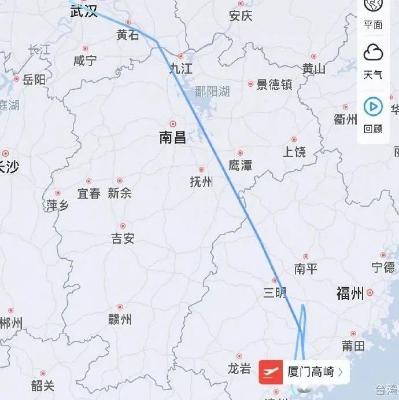 武汉
安庆
黄石
平面
长江
咸宁
九江
黄山
岳阳
天气
鄱阳湖
景德镇
衢州
回顾
南昌
长沙
鹰潭
上饶
抚州
宜春
新余
萍乡
吉安
南平
宁德
三明
福州
赣州
郴州
莆田
龙岩
厦门高崎
韶关
台湾